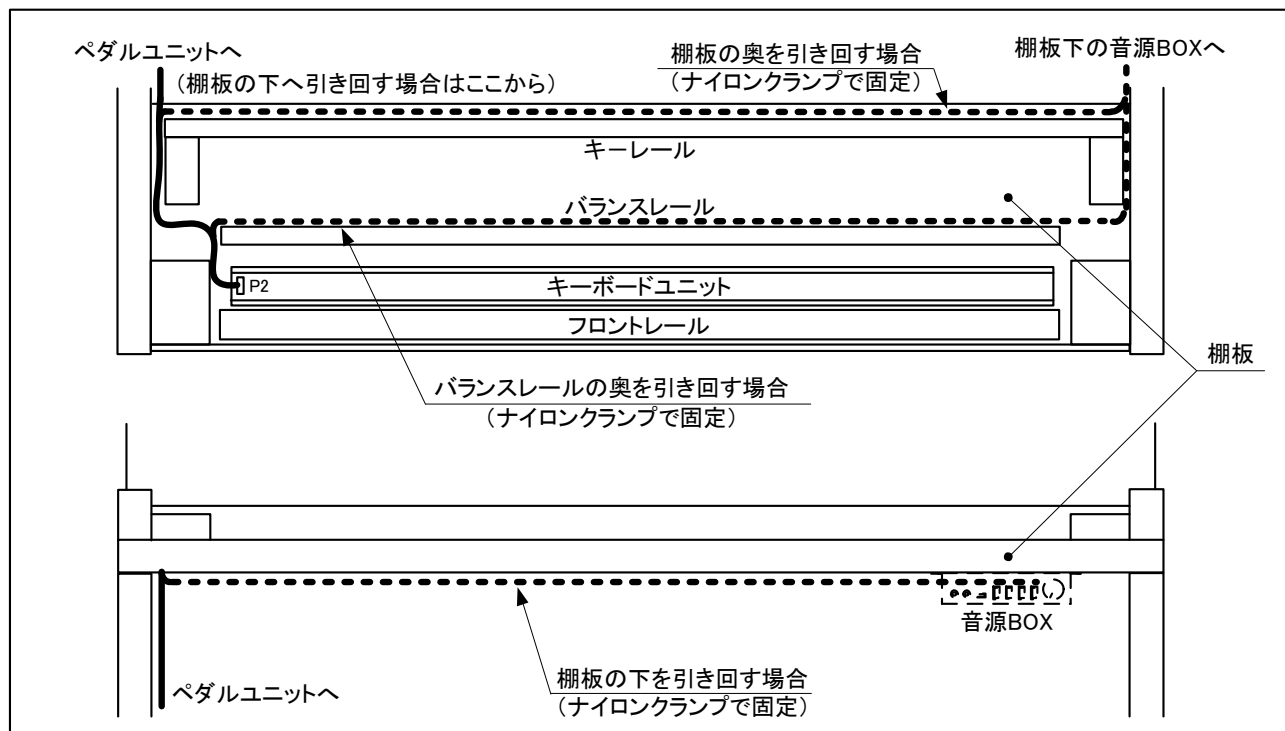 ペダルユニットへ
(棚板の下へ引き回す場合はここから)
棚板の奥を引き回す場合
(ナイロンクランプで固定)
棚板下の音源BOXへ
キーレール
バランスレール
P2
キーボードユニット
フロントレール
棚板
バランスレールの奥を引き回す場合
(ナイロンクランプで固定)
音源BOX
ペダルユニットへ
棚板の下を引き回す場合
(ナイロンクランプで固定)